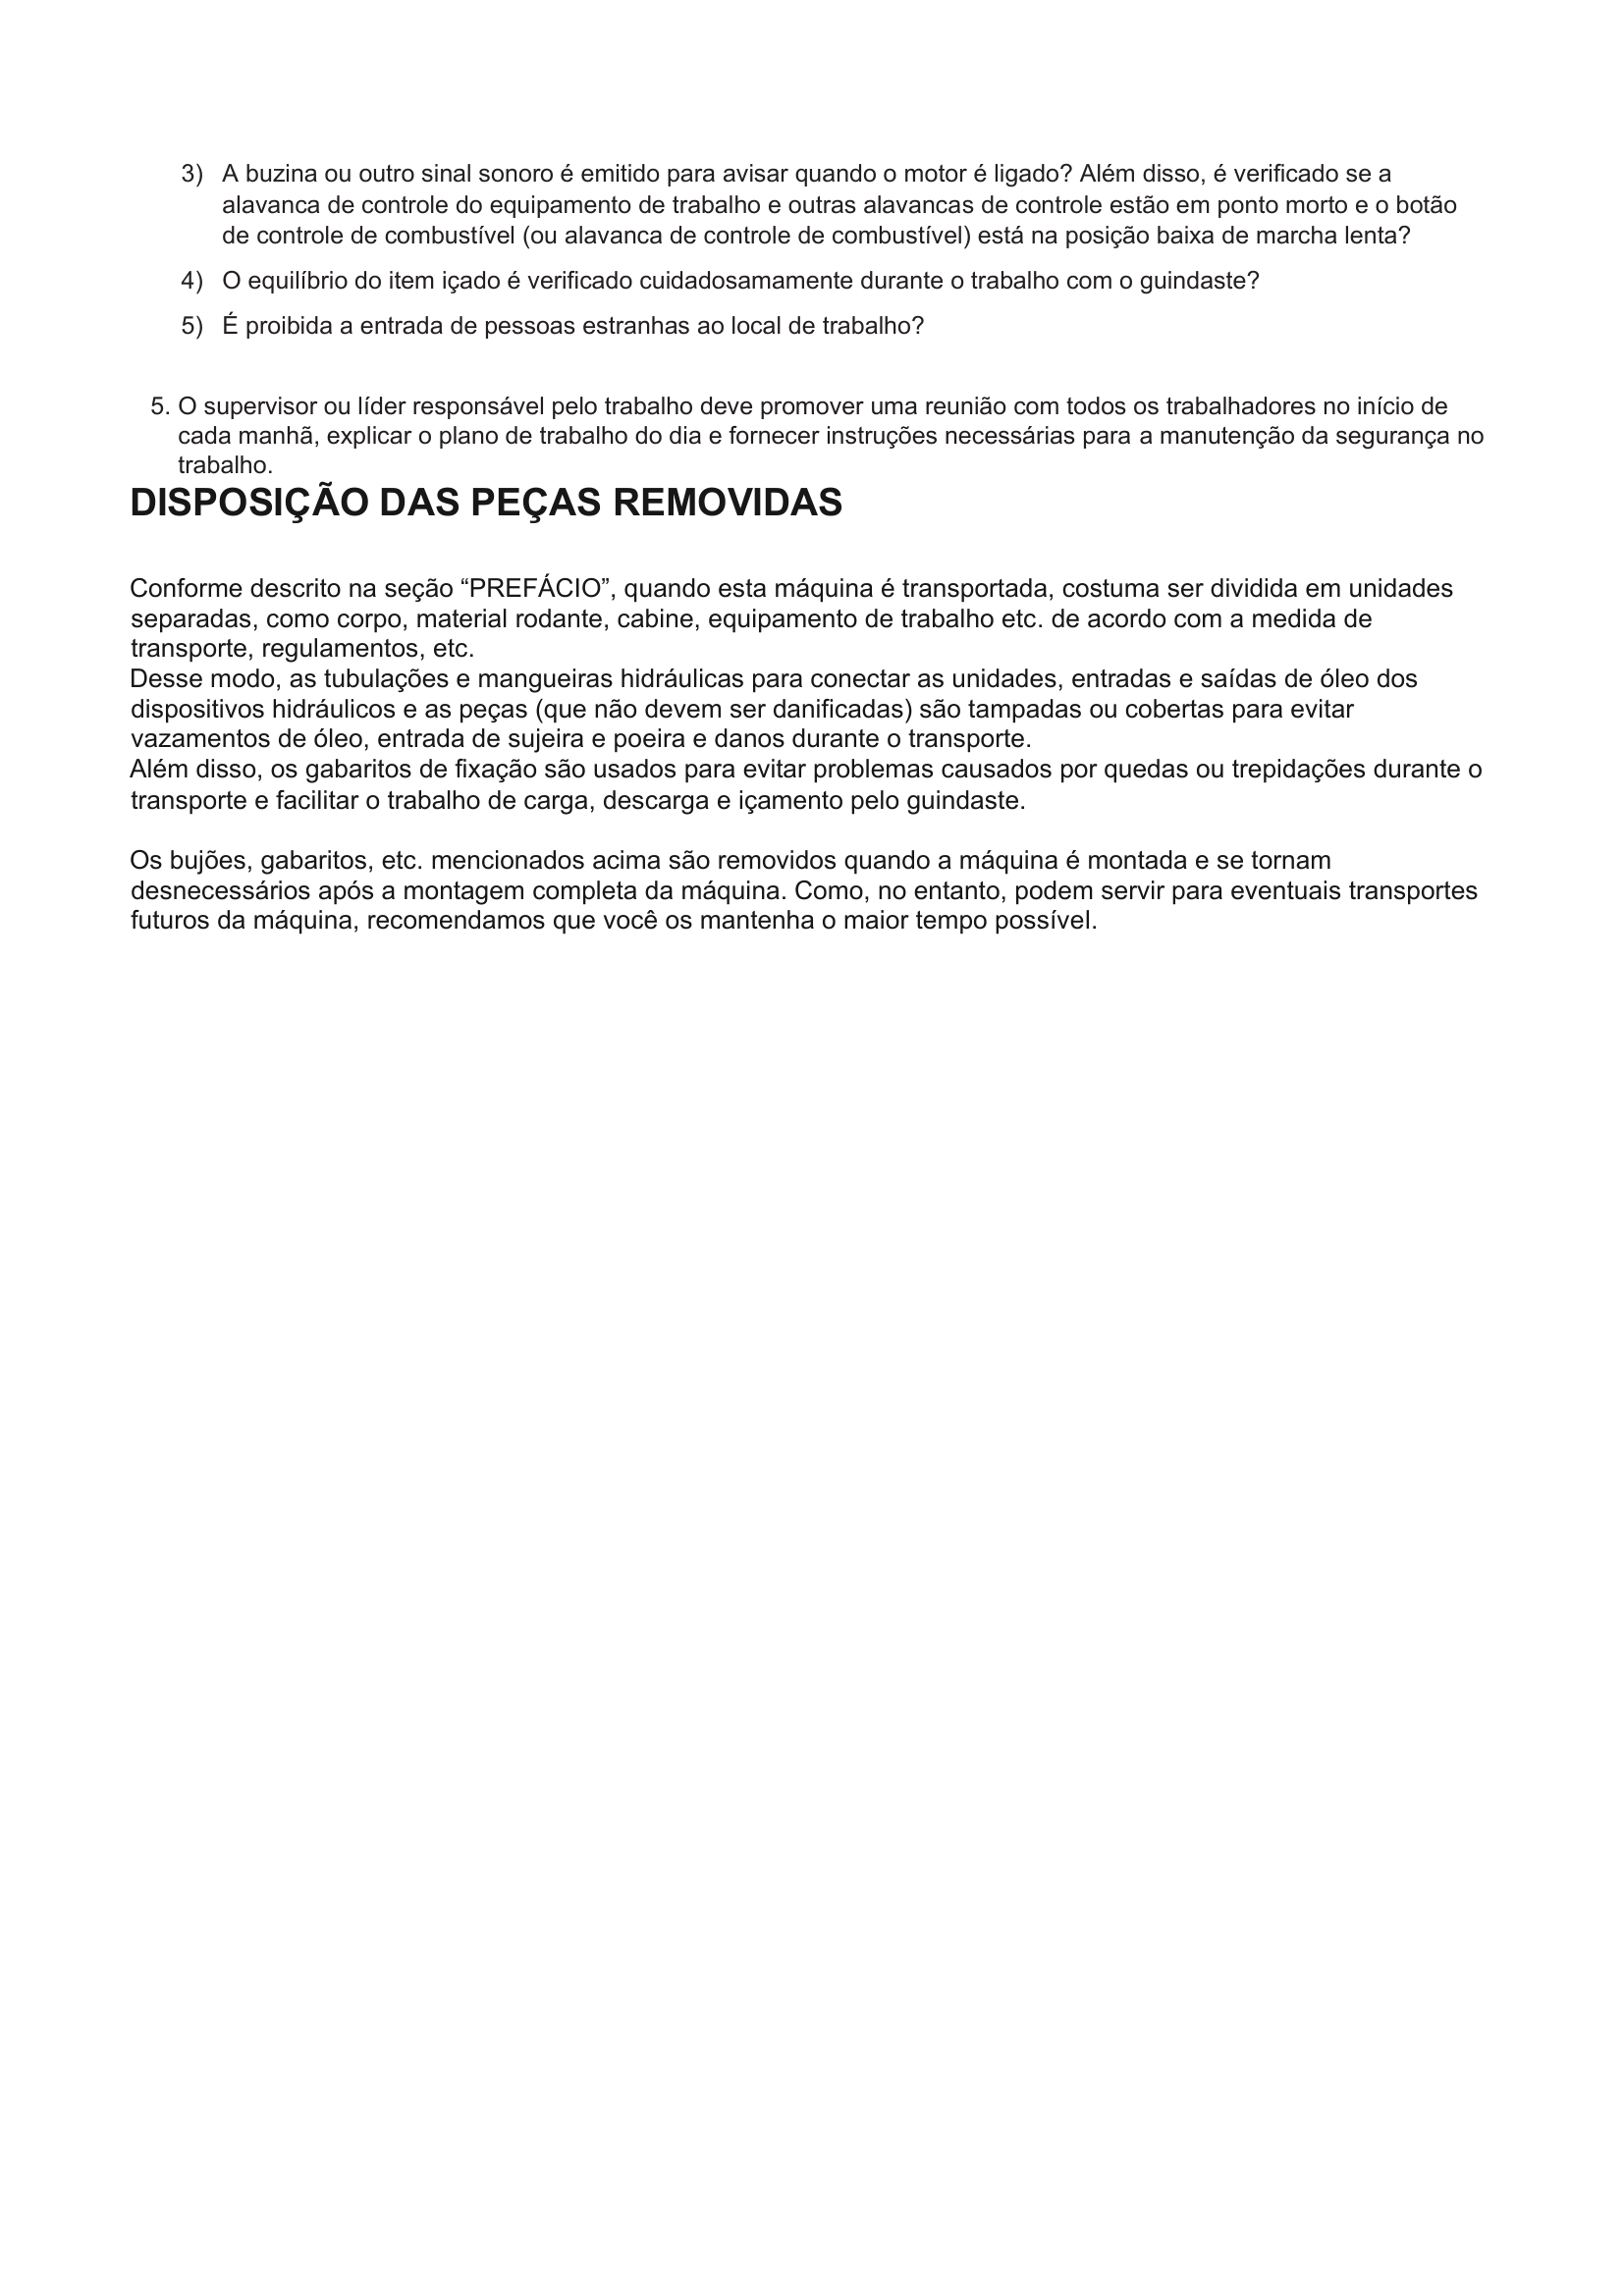 3) A buzina ou outro sinal sonoro é emitido para avisar quando o motor é ligado? Além disso, é verificado se a
alavanca de controle do equipamento de trabalho e outras alavancas de controle estão em ponto morto e o botão
de controle de combustível (ou alavanca de controle de combustível) está na posição baixa de marcha lenta?
4) O equilíbrio do item içado é verificado cuidadosamamente durante o trabalho com o guindaste?
5) É proibida a entrada de pessoas estranhas ao local de trabalho?
5. O supervisor ou líder responsável pelo trabalho deve promover uma reunião com todos os trabalhadores no início de
cada manhã, explicar o plano de trabalho do dia e fornecer instruções necessárias para a manutenção da segurança no
trabalho.
DISPOSIÇÃO DAS PEÇAS REMOVIDAS
Conforme descrito na seção “PREFÁCIO”, quando esta máquina é transportada, costuma ser dividida em unidades
separadas, como corpo, material rodante, cabine, equipamento de trabalho etc. de acordo com a medida de
transporte, regulamentos, etc.
Desse modo, as tubulações e mangueiras hidráulicas para conectar as unidades, entradas e saídas de óleo dos
dispositivos hidráulicos e as peças (que não devem ser danificadas) são tampadas ou cobertas para evitar
vazamentos de óleo, entrada de sujeira e poeira e danos durante o transporte.
Além disso, os gabaritos de fixação são usados para evitar problemas causados por quedas ou trepidações durante o
transporte e facilitar o trabalho de carga, descarga e içamento pelo guindaste.
Os bujões, gabaritos, etc. mencionados acima são removidos quando a máquina é montada e se tornam
desnecessários após a montagem completa da máquina. Como, no entanto, podem servir para eventuais transportes
futuros da máquina, recomendamos que você os mantenha o maior tempo possível.